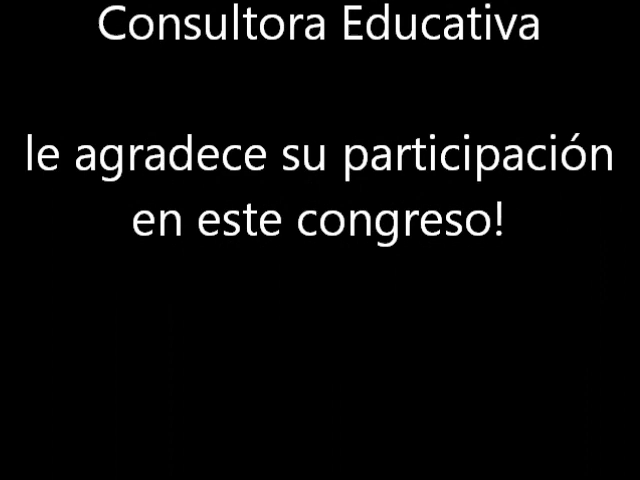 Consultora Educativa
le agradece su participación
en este congreso!